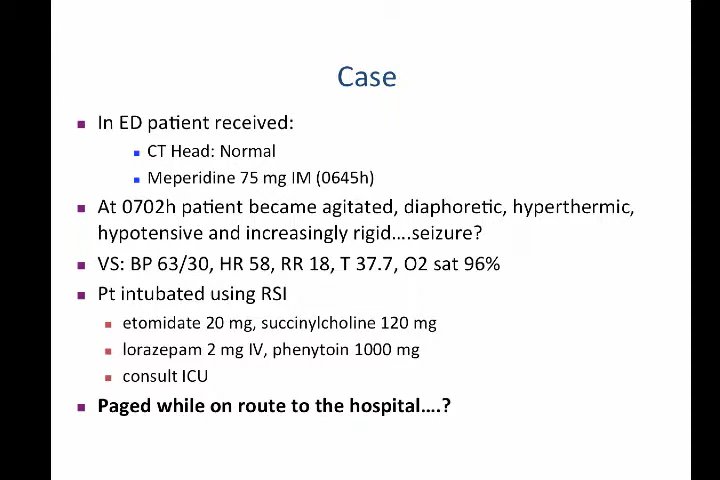 Case
In ED patient received:
CT Head: Normal
Meperidine 75 mg IM (0645h)
At 0702h patient became agitated, diaphoretic, hyperthermic,
hypotensive and increasingly rigid....seizure?
VS: BP 63/30, HR 58, RR 18, T 37.7, O2 sat 96%
Pt intubated using RSI
etomidate 20 mg, succinylcholine 120 mg
lorazepam 2 mg IV, phenytoin 1000 mg
consult ICU
Paged while on route to the hospital....?